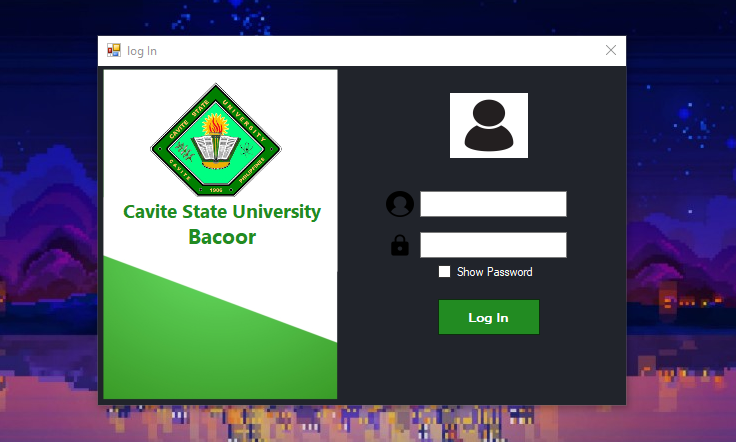 log In
CAVITE STATE UNIVERSITY
CAVITE PHILIPPINES
1906
Cavite State University
Bacoor
Show Password
Log In